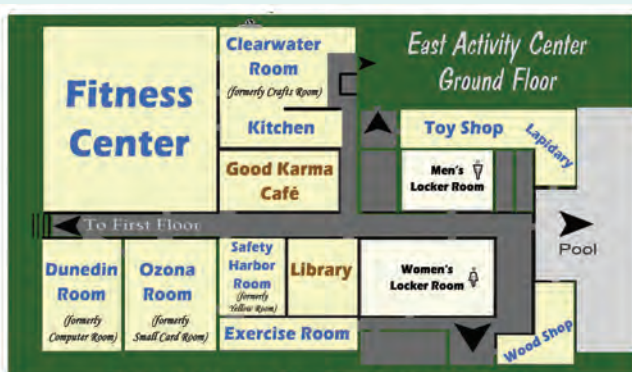 East Activity Center
Ground Floor
Clearwater
Room
(formerly Crafts Room)
Fitness
Center
Kitchen
Toy Shop
Lapidary
Good Karma
Café
Men's
Locker Room
To First Floor
Pool
Dunedin
Room
(formerly
Computer Room)
Ozona
Room
(formerly
Small Card Room)
Safety
Harbor
Room
(formerly
Yellow Room)
Library
Women's
Locker Room
Exercise Room
Wood Shop